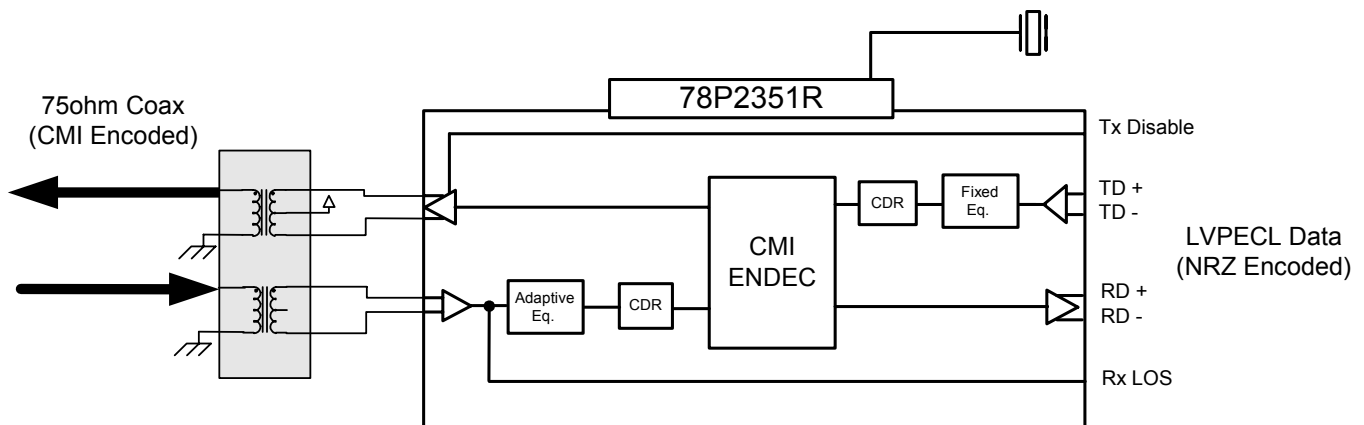 78P2351R
75ohm Coax
(CMI Encoded)
Tx Disable
CDR
Fixed
Eq.
TD +
TD -
CMI
ENDEC
LVPECL Data
(NRZ Encoded)
Adaptive
Eq.
CDR
RD +
RD -
Rx LOS